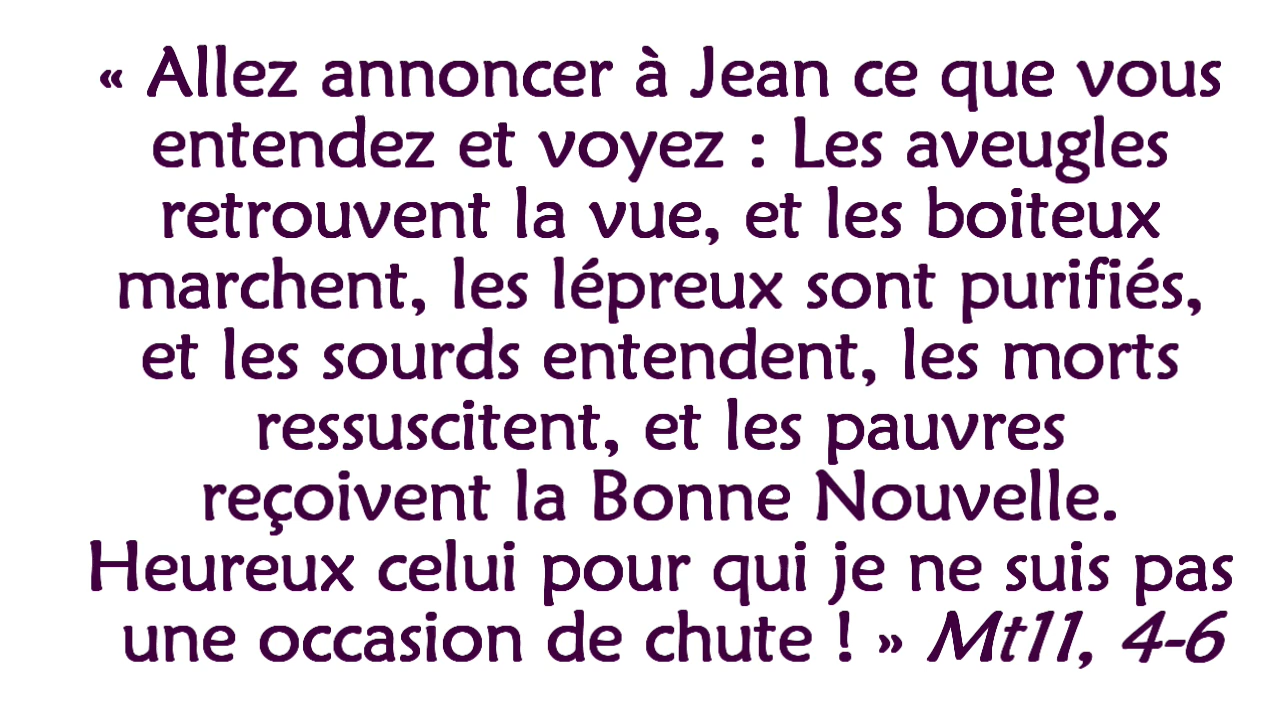 « Allez annoncer à Jean ce que vous
entendez et voyez : Les aveugles
retrouvent la vue, et les boiteux
marchent, les lépreux sont purifiés,
et les sourds entendent, les morts
ressuscitent, et les pauvres
reçoivent la Bonne Nouvelle.
Heureux celui pour qui je ne suis pas
une occasion de chute ! » Mt11, 4-6